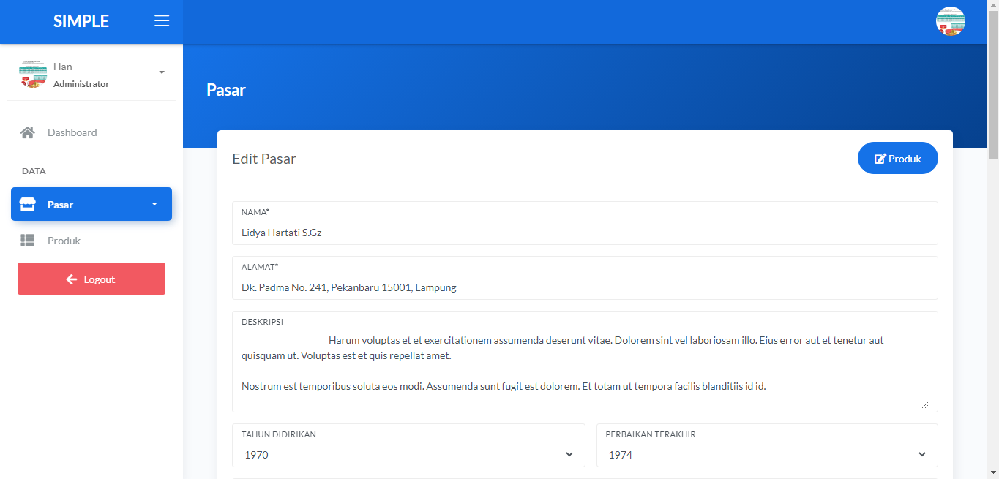 SIMPLE
Han
Administrator
Dashboard
DATA
Pasar
Produk
Logout
Pasar
Edit Pasar
Produk
NAMA*
Lidya Hartati S.Gz
ALAMAT*
Dk. Padma No. 241, Pekanbaru 15001, Lampung
DESKRIPSI
Harum voluptas et et exercitationem assumenda deserunt vitae. Dolorem sint vel laboriosam illo. Eius error aut et tenetur aut
quisquam ut. Voluptas est et quis repellat amet.
Nostrum est temporibus soluta eos modi. Assumenda sunt fugit est dolorem. Et totam ut tempora facilis blanditiis id id.
TAHUN DIDIRIKAN
1970
PERBAIKAN TERAKHIR
1974